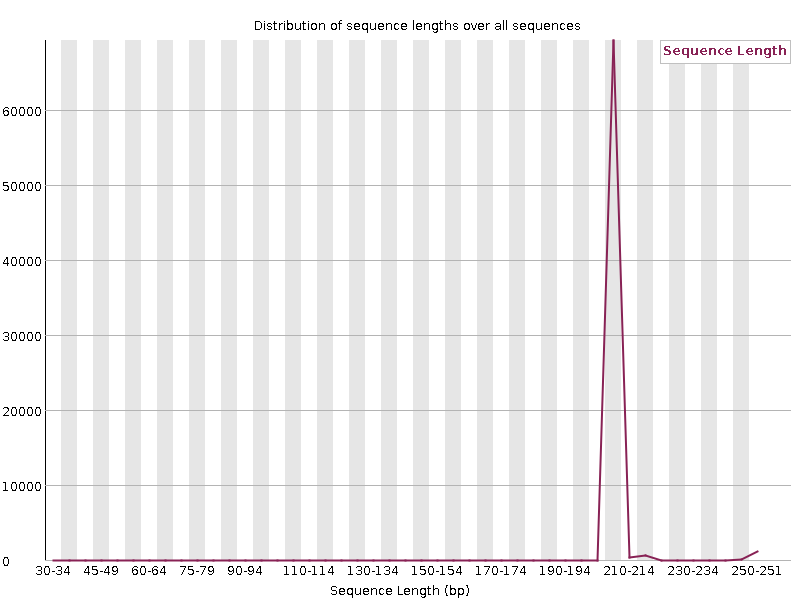 Distribution of sequence lengths over all sequences
Sequence Length
60000
50000
40000
30000
20000
10000
0
30-34 45-49 60-64 75-79 90-94 110-114 130-134 150-154 170-174 190-194 210-214 230-234 250-251
Sequence Length (bp)